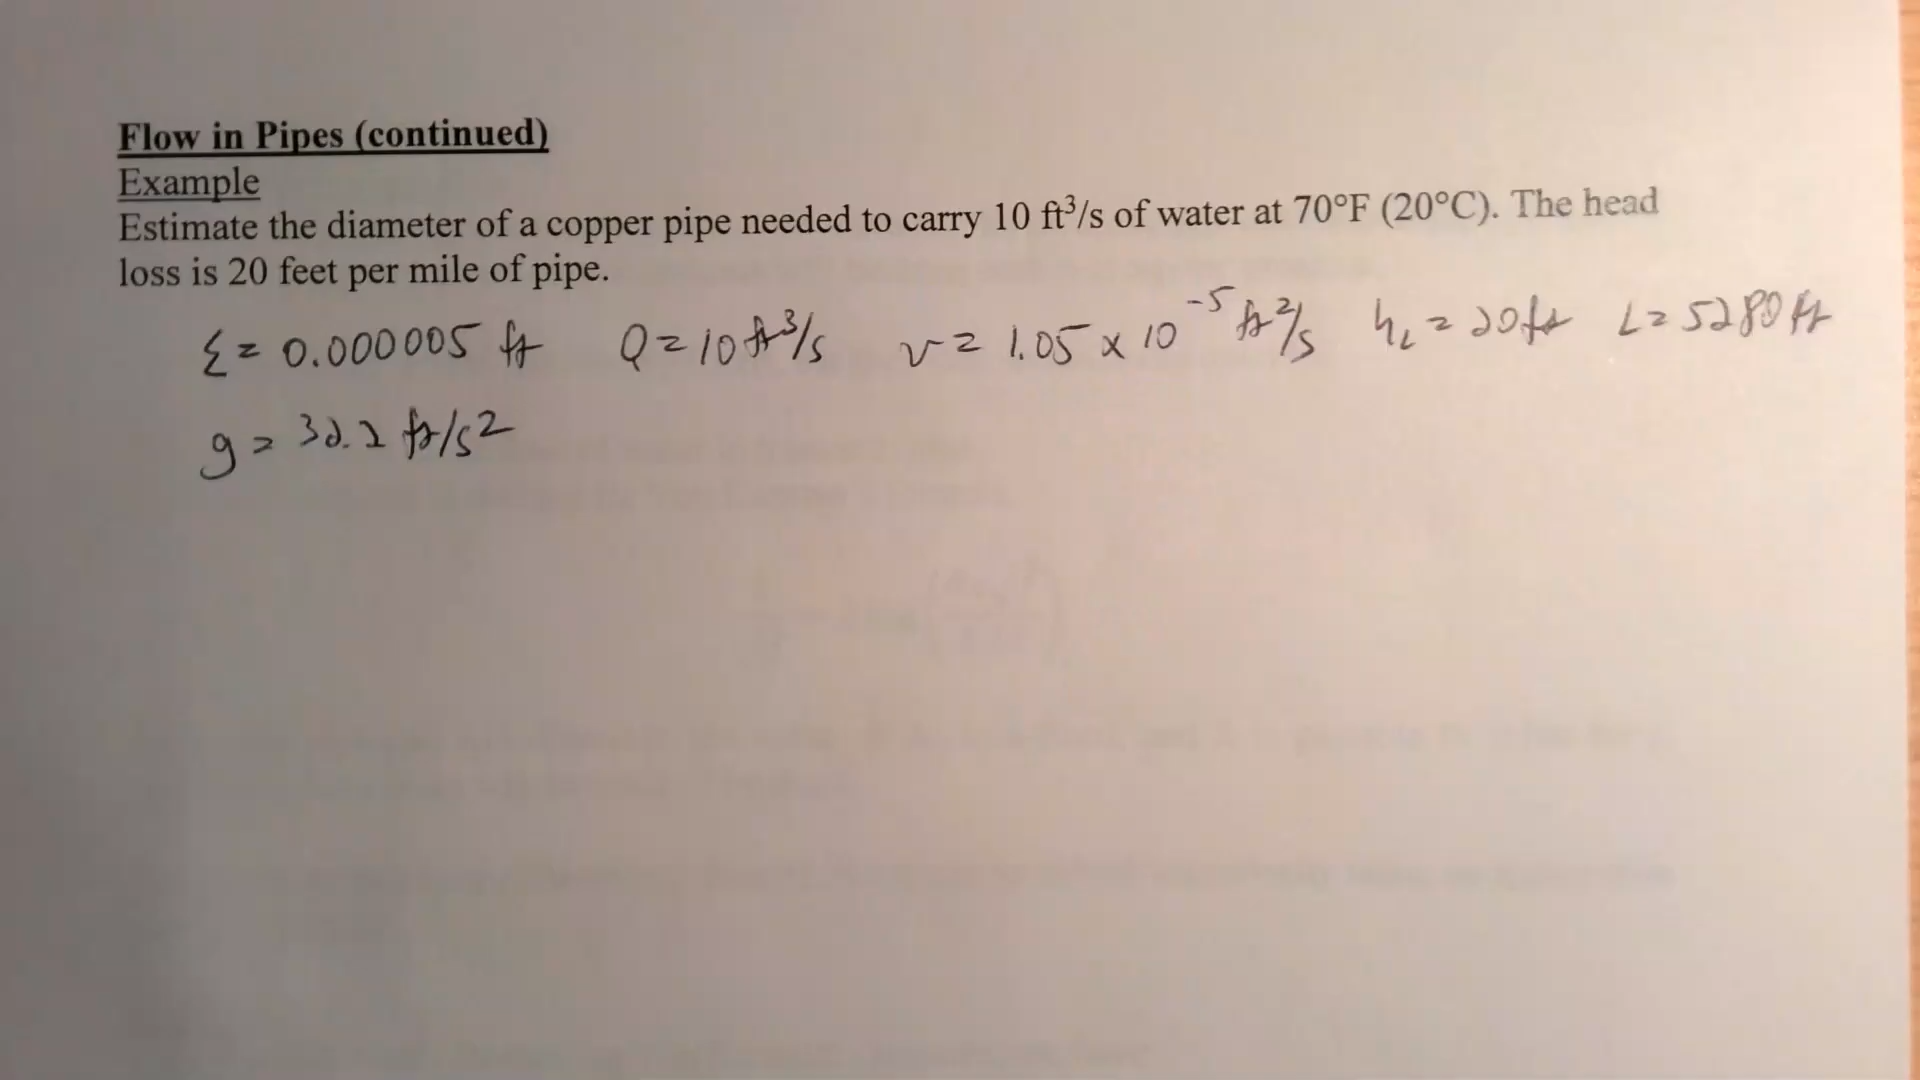 Flow in Pipes (continued)
Example
Estimate the diameter of a copper pipe needed to carry 10 ft³/s of water at 70°F (20°C). The head
loss is 20 feet per mile of pipe.
ε = 0.000005 ft Q = 10 ft³/s ν = 1.05 x 10⁻⁵ ft²/s h_L = 20 ft L = 5280 ft
g = 32.2 ft/s²